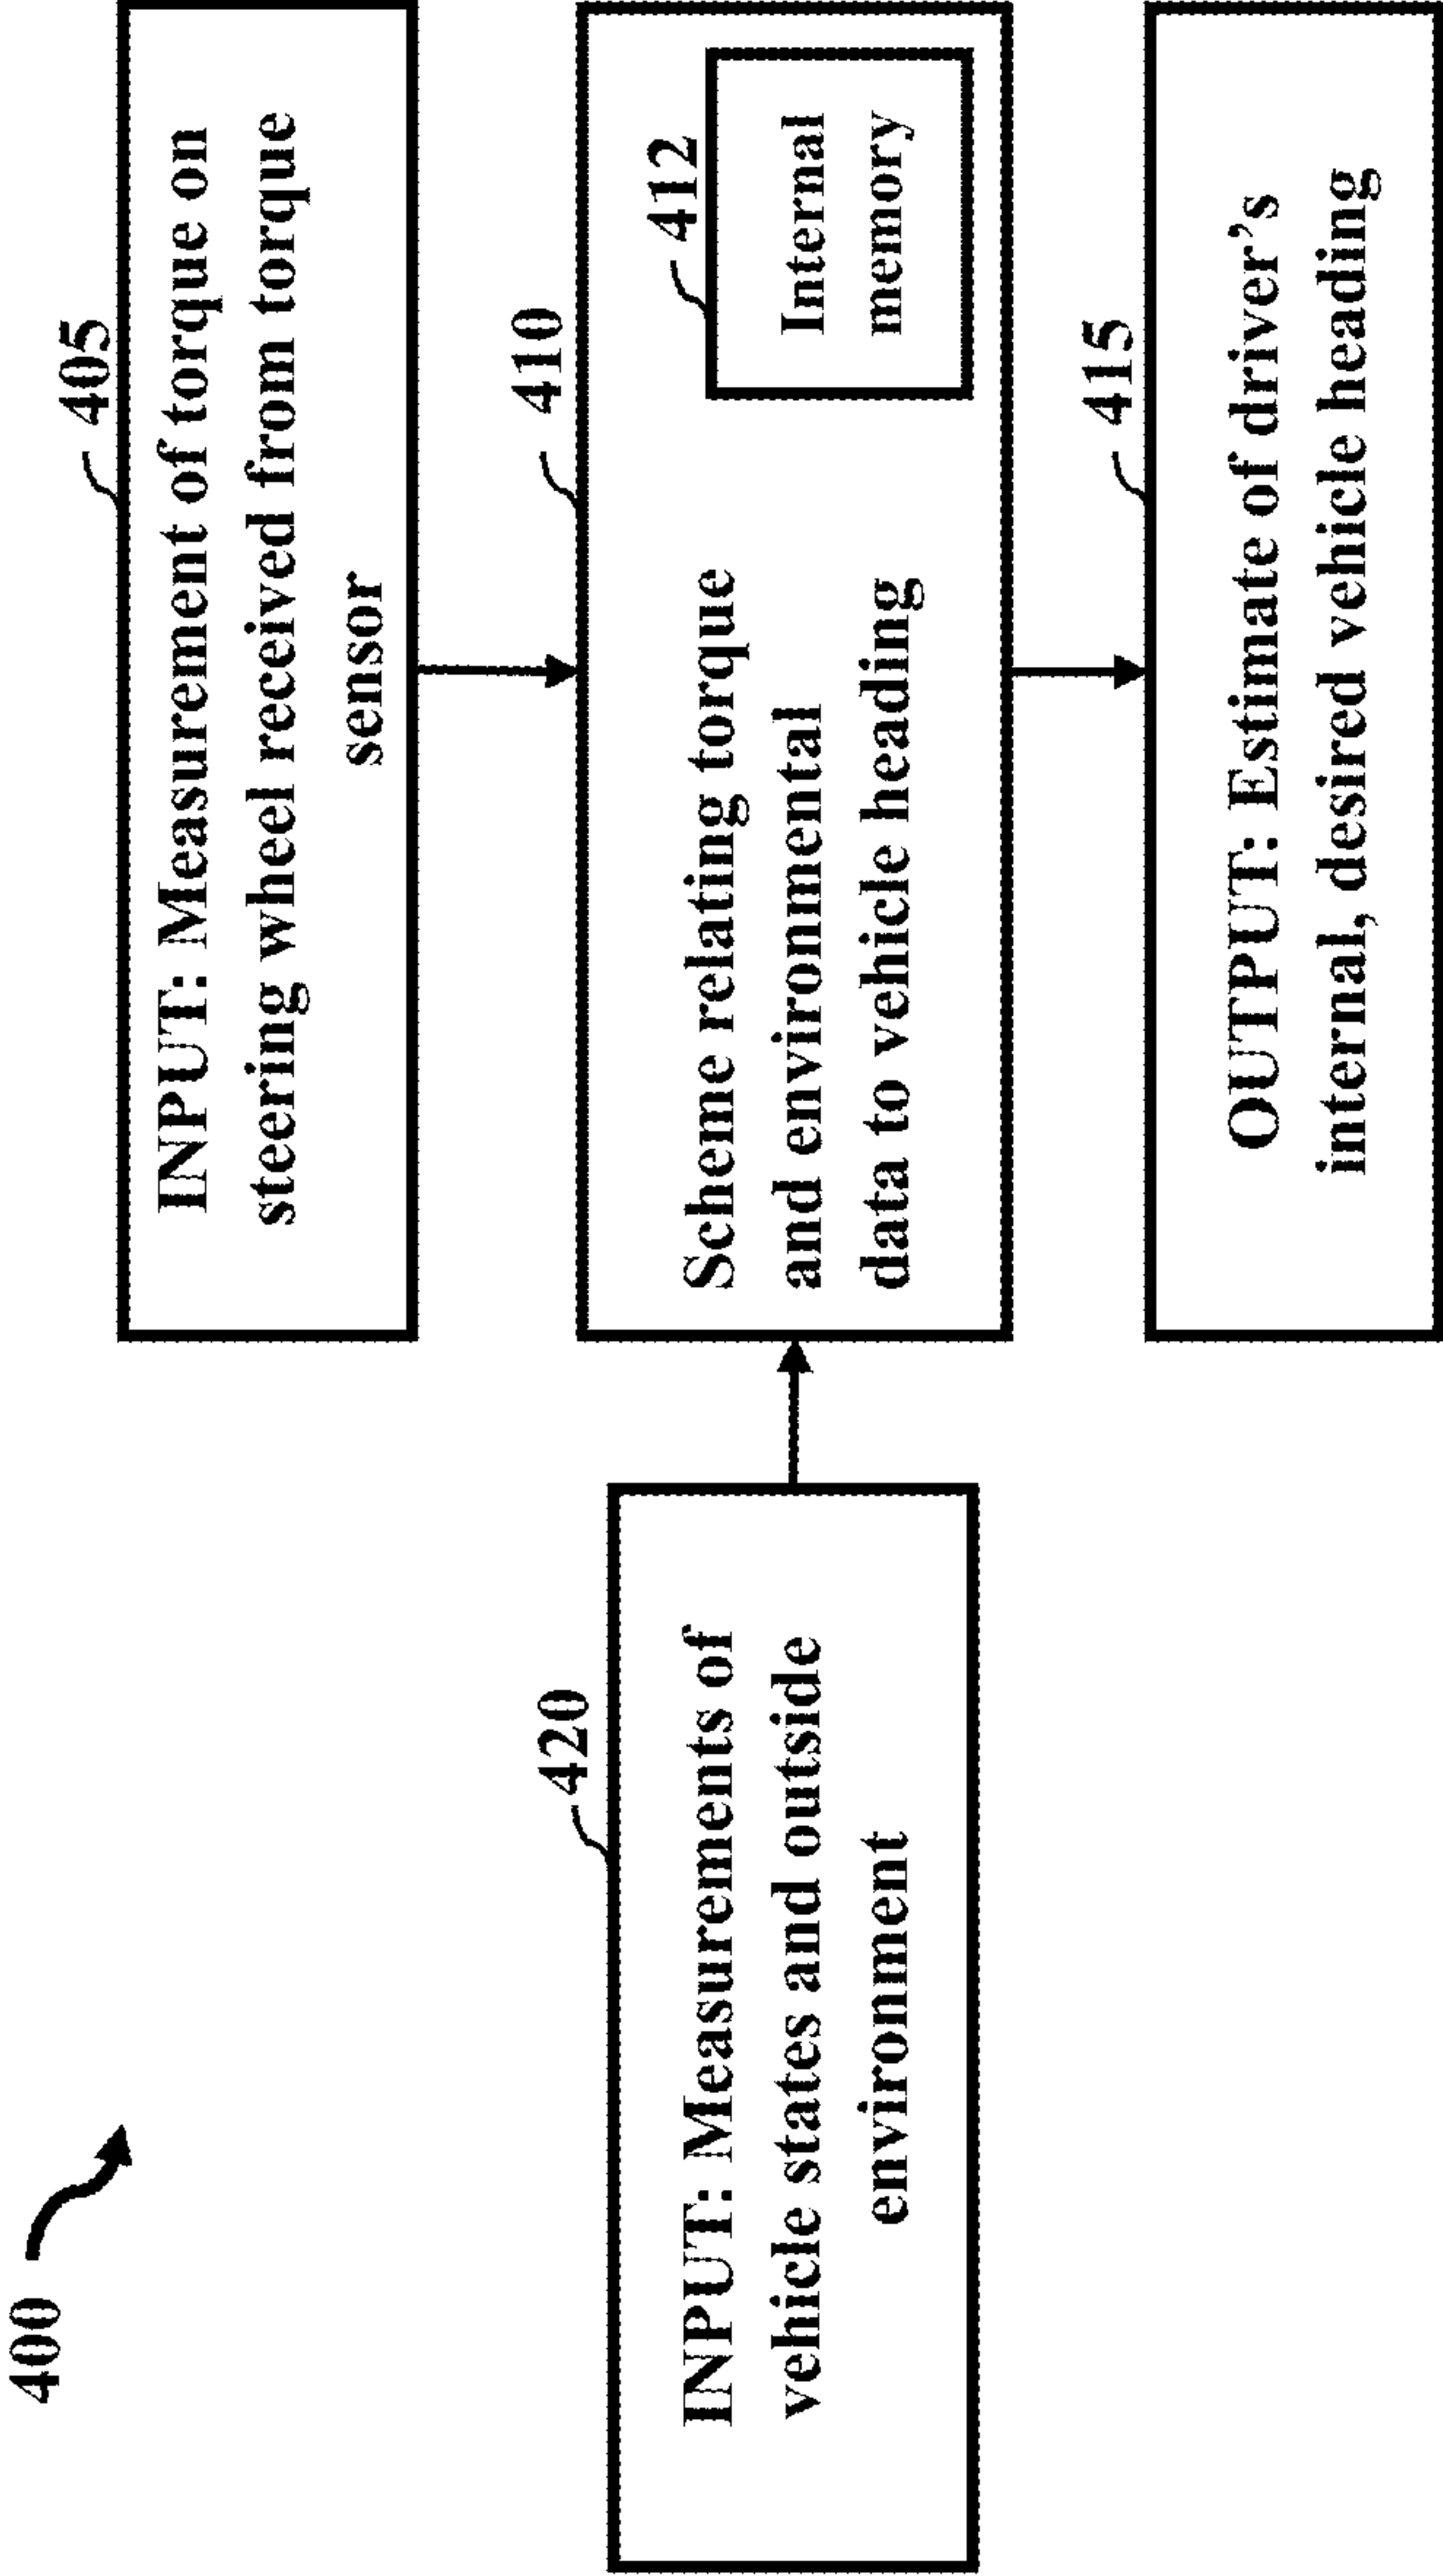 400
405
INPUT: Measurement of torque on
steering wheel received from torque
sensor
420
INPUT: Measurements of
vehicle states and outside
environment
410
Scheme relating torque
and environmental
data to vehicle heading
412
Internal
memory
415
OUTPUT: Estimate of driver’s
internal, desired vehicle heading